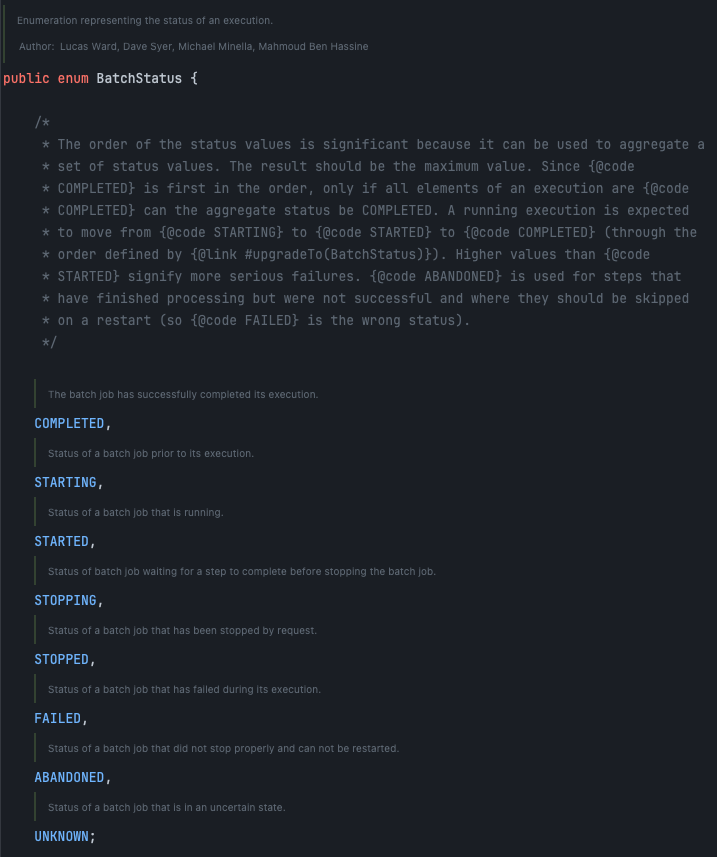 Enumeration representing the status of an execution.
Author: Lucas Ward, Dave Syer, Michael Minella, Mahmoud Ben Hassine
public enum BatchStatus {
/*
* The order of the status values is significant because it can be used to aggregate a
* set of status values. The result should be the maximum value. Since {@code
* COMPLETED} is first in the order, only if all elements of an execution are {@code
* COMPLETED} can the aggregate status be COMPLETED. A running execution is expected
* to move from {@code STARTING} to {@code STARTED} to {@code COMPLETED} (through the
* order defined by {@link #upgradeTo(BatchStatus)}). Higher values than {@code
* STARTED} signify more serious failures. {@code ABANDONED} is used for steps that
* have finished processing but were not successful and where they should be skipped
* on a restart (so {@code FAILED} is the wrong status).
*/
The batch job has successfully completed its execution.
COMPLETED,
Status of a batch job prior to its execution.
STARTING,
Status of a batch job that is running.
STARTED,
Status of batch job waiting for a step to complete before stopping the batch job.
STOPPING,
Status of a batch job that has been stopped by request.
STOPPED,
Status of a batch job that has failed during its execution.
FAILED,
Status of a batch job that did not stop properly and can not be restarted.
ABANDONED,
Status of a batch job that is in an uncertain state.
UNKNOWN;